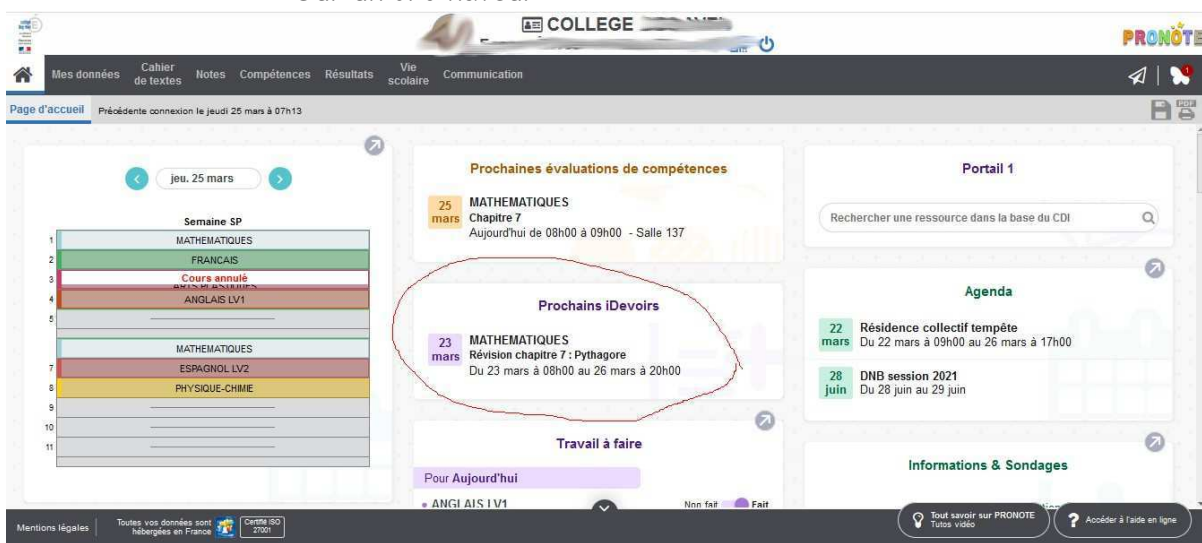 COLLEGE
PRONOTE
Mes données
Cahier
de textes
Notes
Compétences
Résultats
Vie
scolaire
Communication
1
Page d'accueil
Précédente connexion le jeudi 25 mars à 07h13
PDF
jeu. 25 mars
Semaine SP
1 MATHEMATIQUES
2 FRANCAIS
3 Cours annulé
ARTS PLASTIQUES
4 ANGLAIS LV1
5
MATHEMATIQUES
7 ESPAGNOL LV2
8 PHYSIQUE-CHIMIE
9
10
11
Prochaines évaluations de compétences
25 mars
MATHEMATIQUES
Chapitre 7
Aujourd'hui de 08h00 à 09h00 - Salle 137
Prochains iDevoirs
23 mars
MATHEMATIQUES
Révision chapitre 7 : Pythagore
Du 23 mars à 08h00 au 26 mars à 20h00
Travail à faire
Pour Aujourd'hui
• ANGLAIS LV1
Non fait
Fait
Portail 1
Rechercher une ressource dans la base du CDI
Agenda
22 mars
Résidence collectif tempête
Du 22 mars à 09h00 au 26 mars à 17h00
28 juin
DNB session 2021
Du 28 juin au 29 juin
Informations & Sondages
Mentions légales
Toutes vos données sont
hébergées en France
Certifié ISO
27001
Tout savoir sur PRONOTE
Tutos vidéo
? Accéder à l'aide en ligne